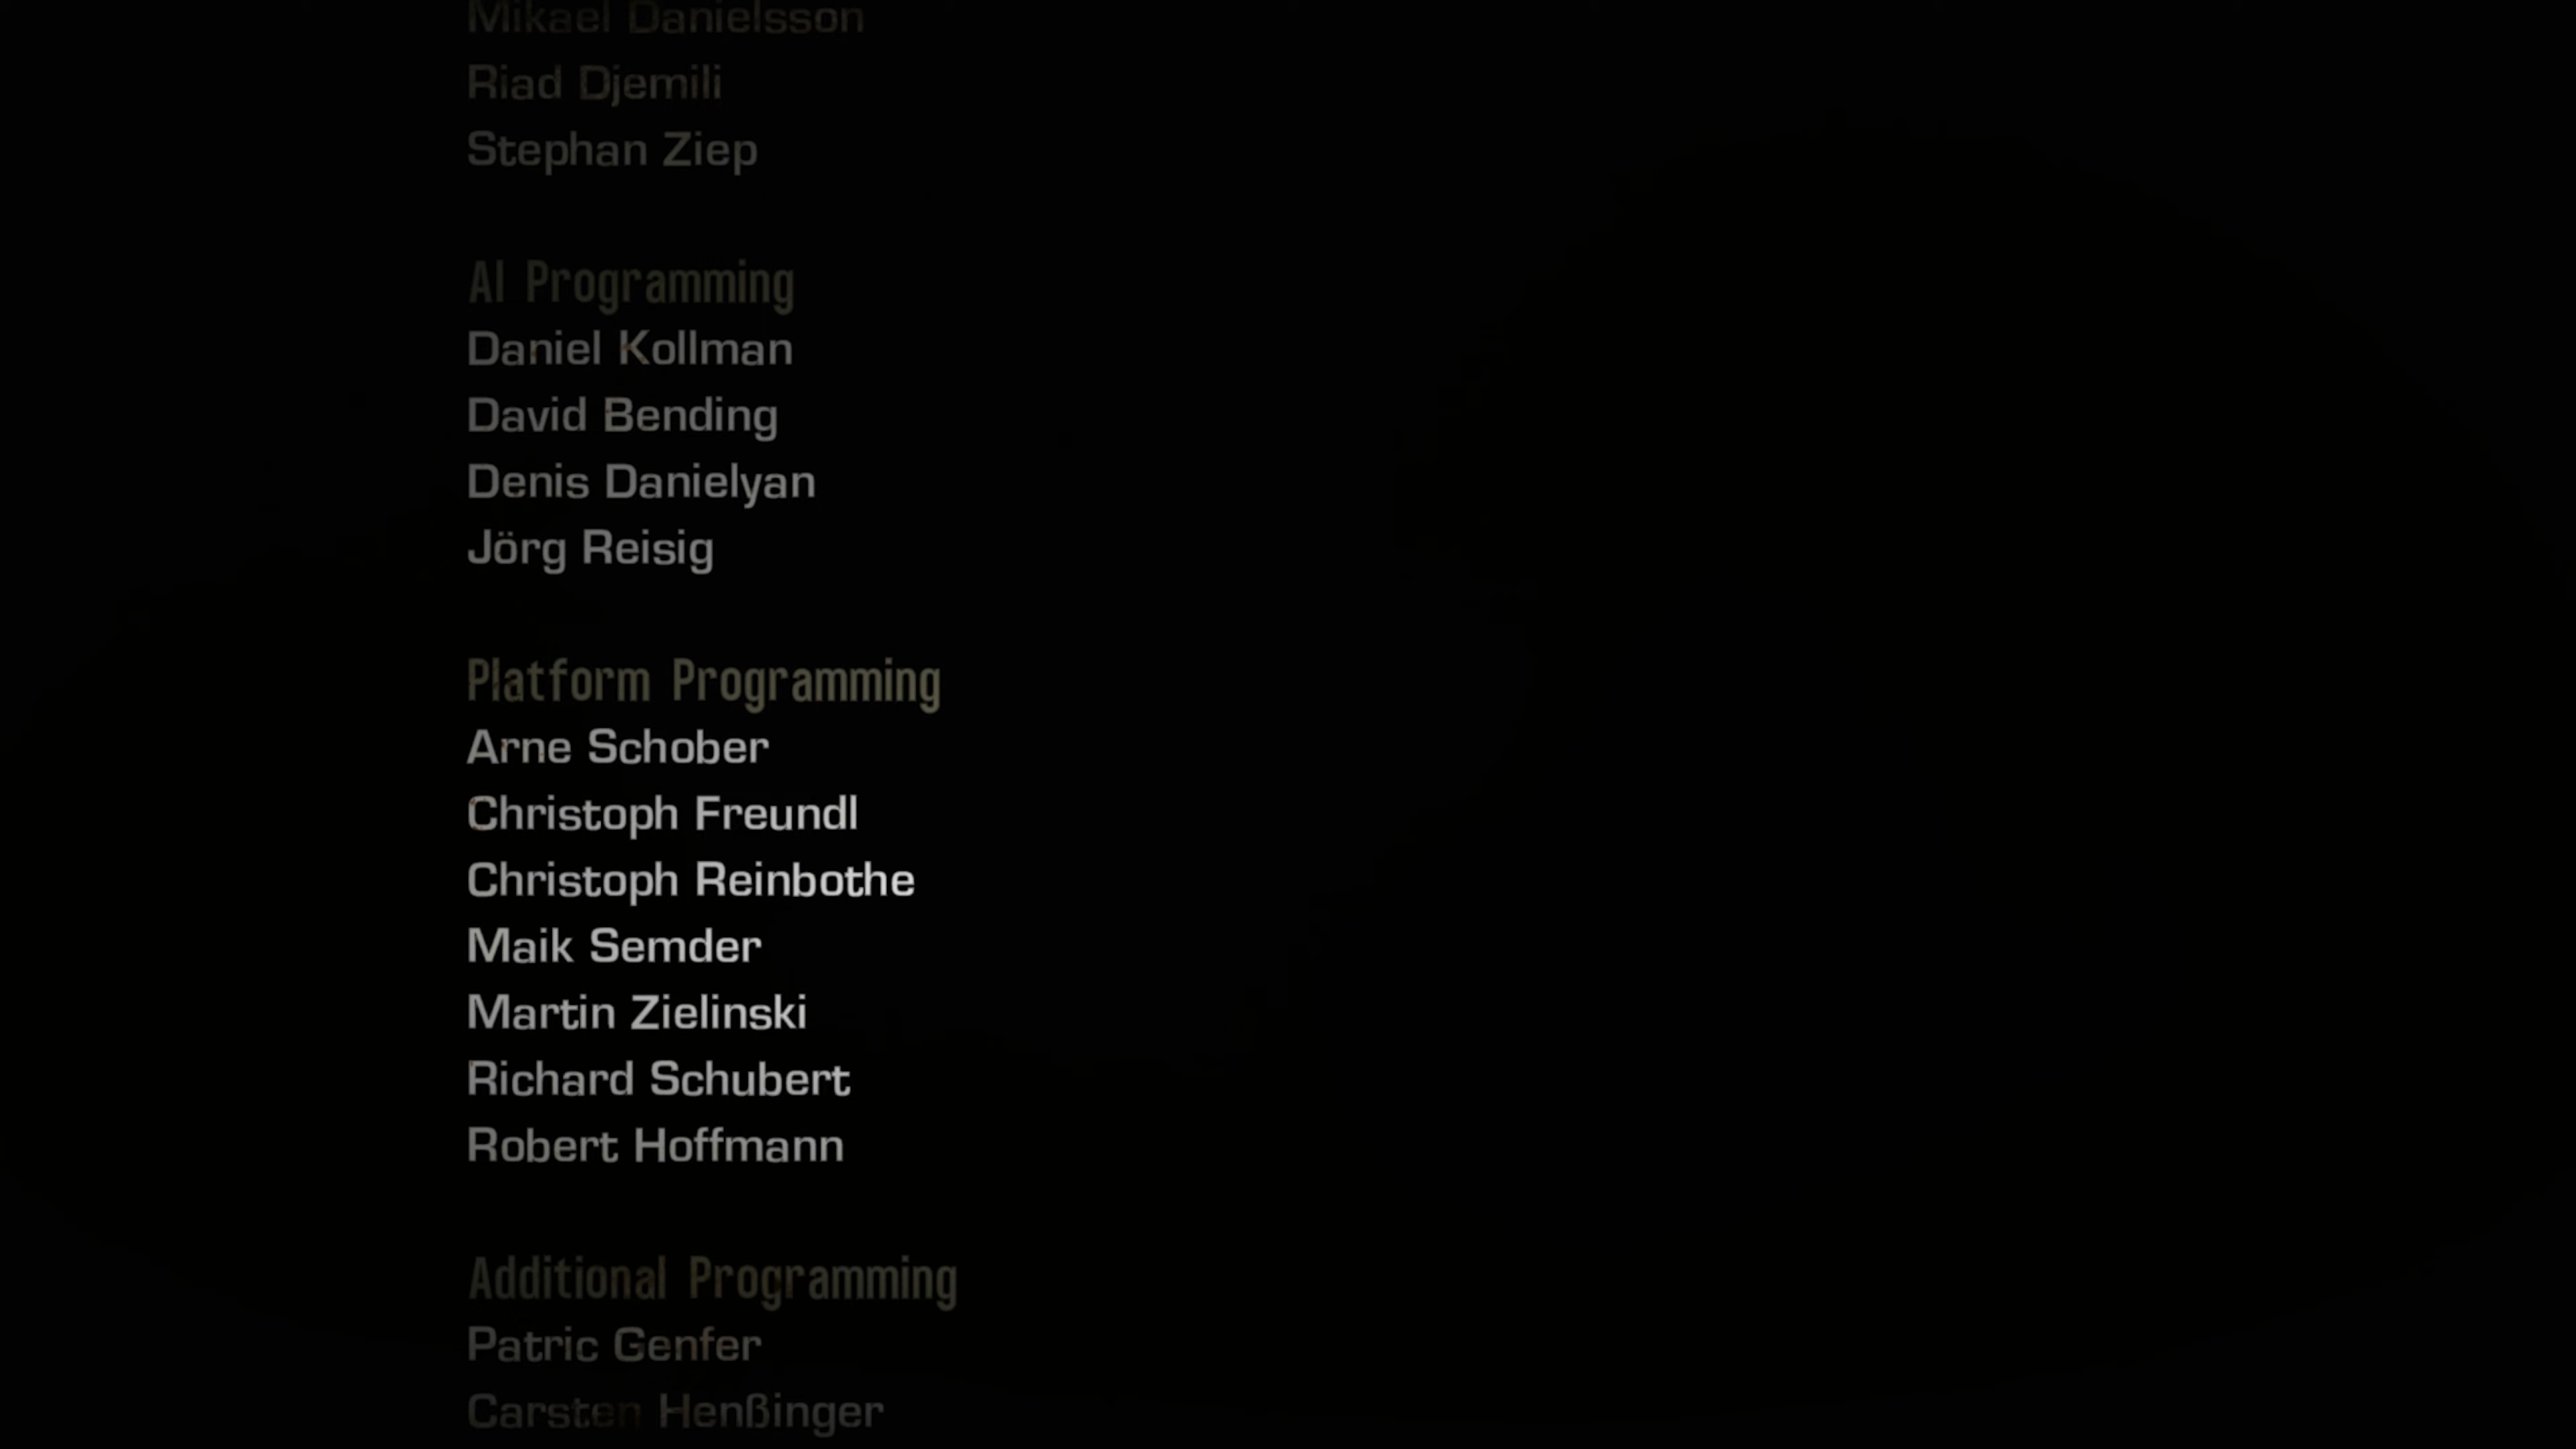 Mikael Danielsson
Riad Djemili
Stephan Ziep
AI Programming
Daniel Kollman
David Bending
Denis Danielyan
Jörg Reisig
Platform Programming
Arne Schober
Christoph Freundl
Christoph Reinbothe
Maik Semder
Martin Zielinski
Richard Schubert
Robert Hoffmann
Additional Programming
Patric Genfer
Carsten Henßinger